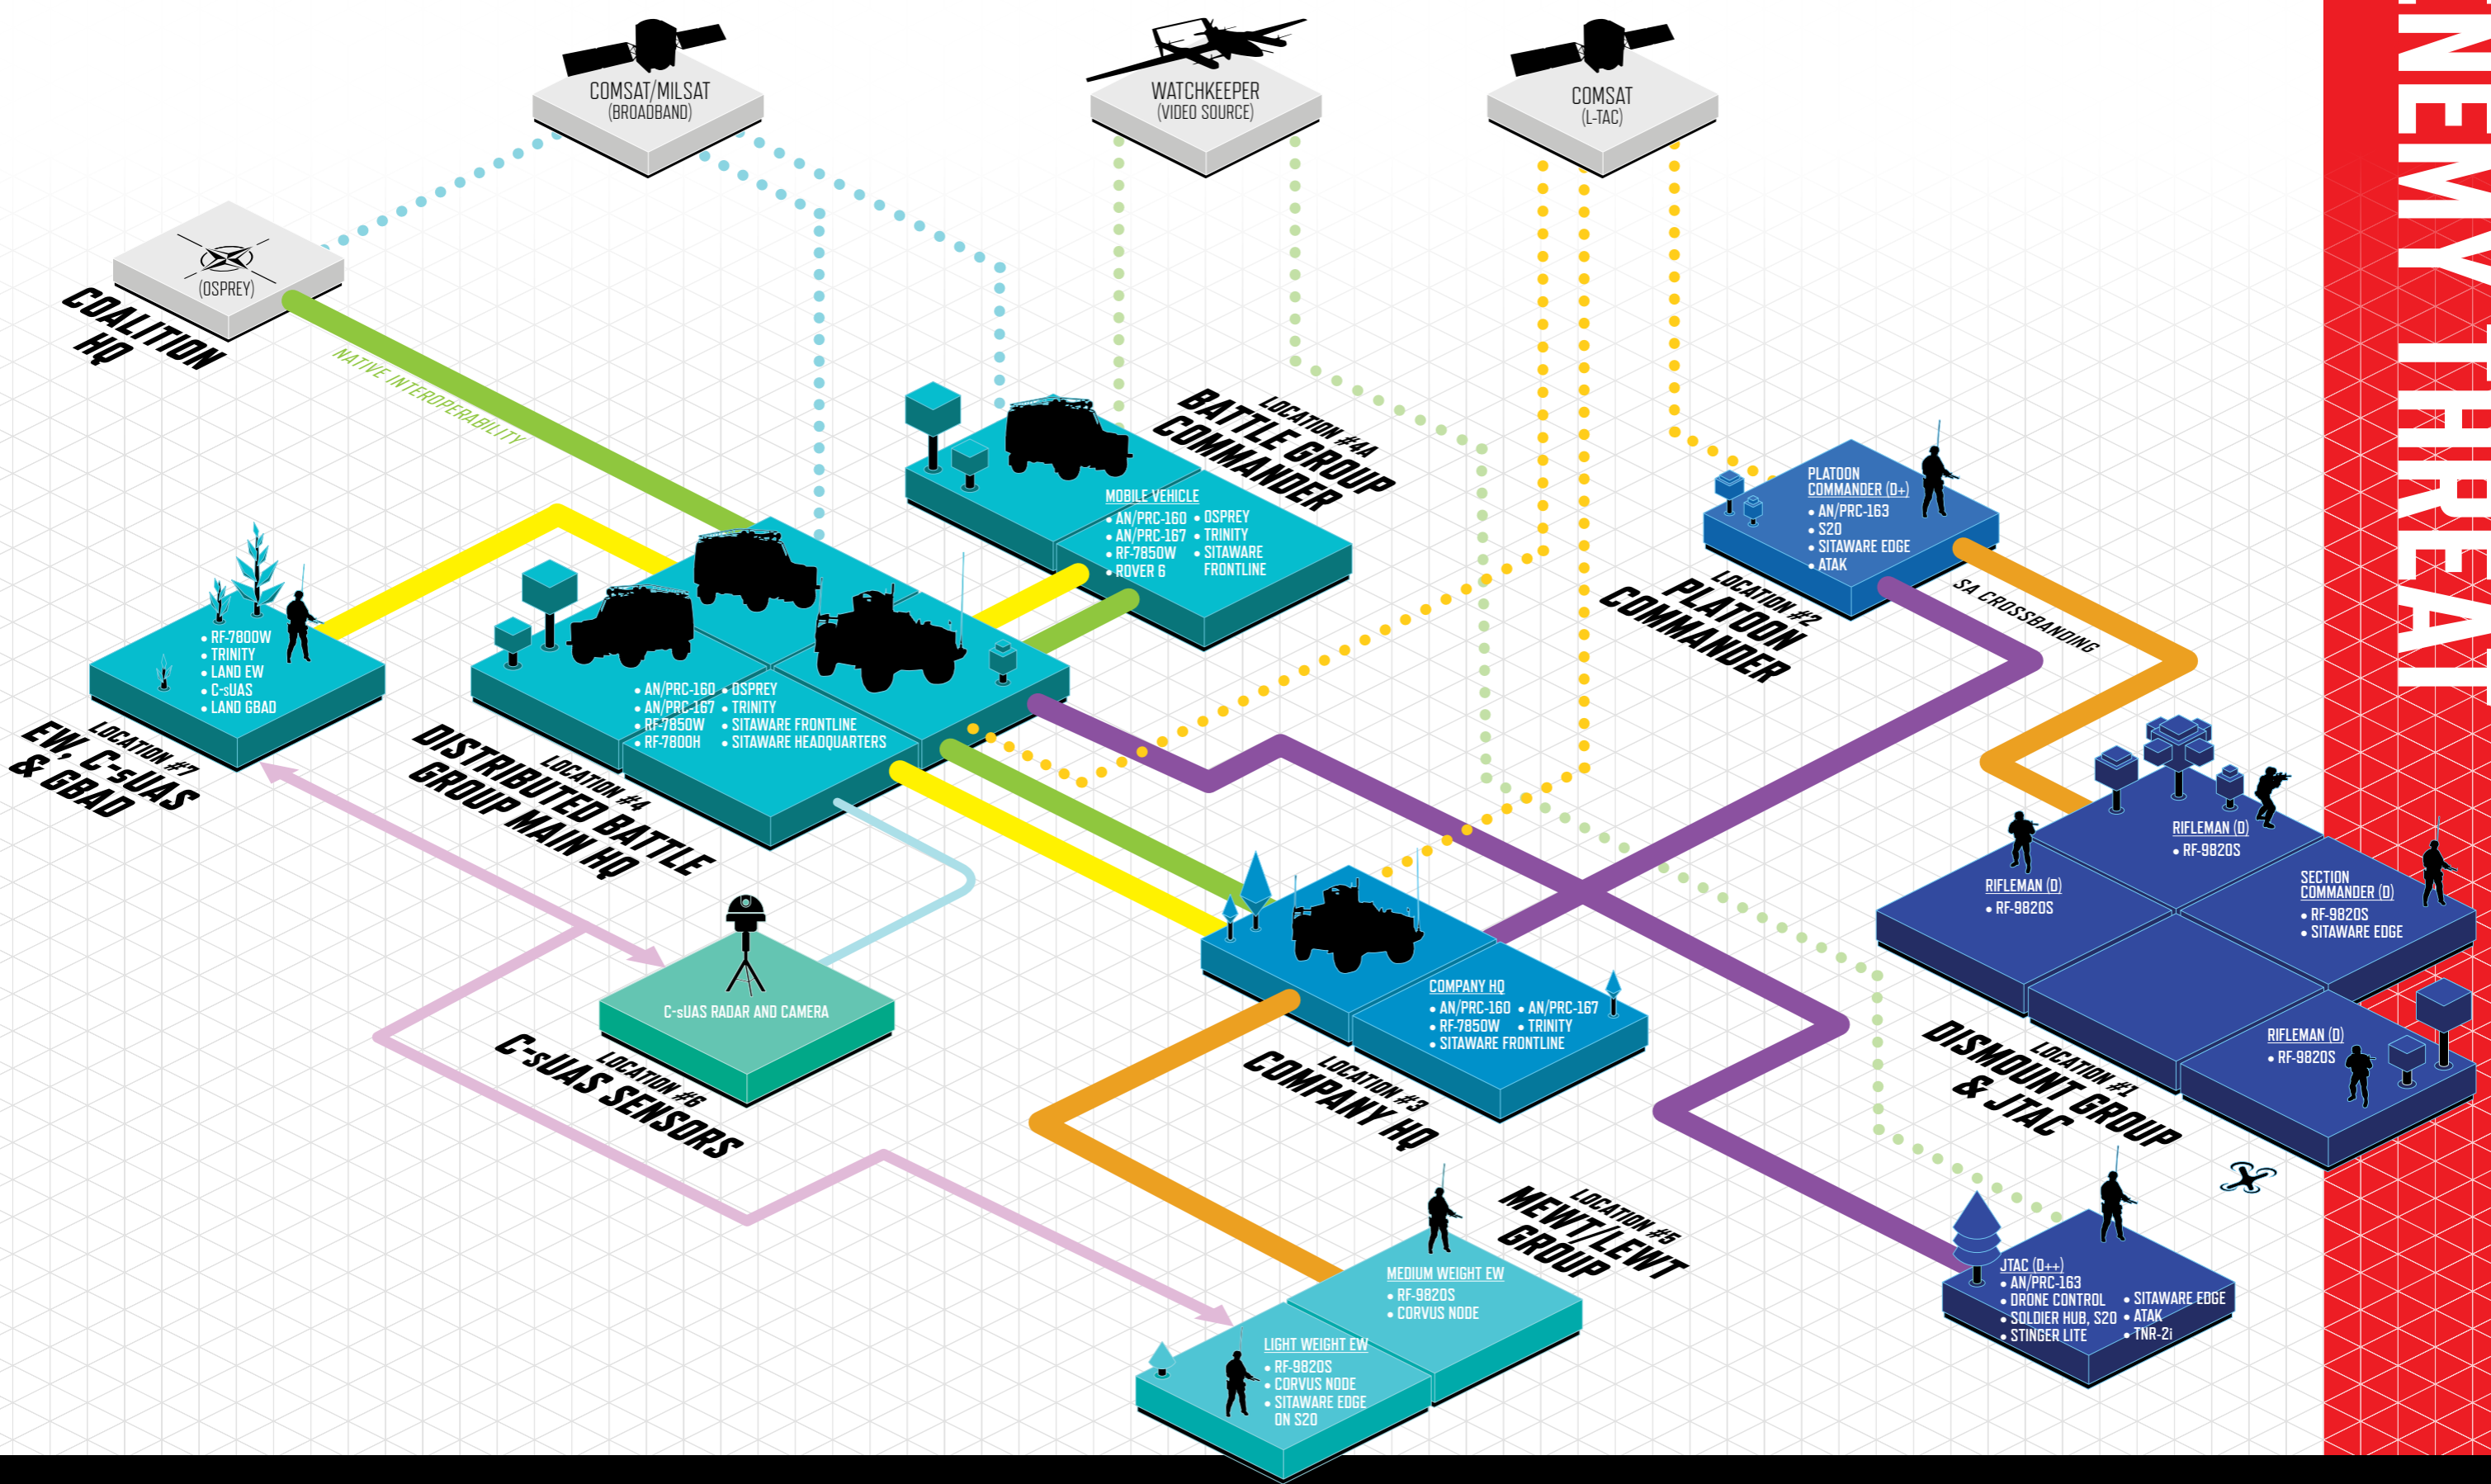 COMSAT/MILSAT
(BROADBAND)
WATCHKEEPER
(VIDEO SOURCE)
COMSAT
(L-TAC)
(OSPREY)
COALITION
HQ
NATIVE INTEROPERABILITY
LOCATION #4A
BATTLE GROUP
COMMANDER
MOBILE VEHICLE
• AN/PRC-160
• AN/PRC-167
• RF-7850W
• ROVER 6
• OSPREY
• TRINITY
• SITAWARE
FRONTLINE
PLATOON
COMMANDER (D+)
• AN/PRC-163
• S20
• SITAWARE EDGE
• ATAK
LOCATION #2
PLATOON
COMMANDER
SA CROSSBANDING
• RF-7800W
• TRINITY
• LAND EW
• C-sUAS
• LAND GBAD
LOCATION #7
EW, C-sUAS
& GBAD
• AN/PRC-160
• AN/PRC-167
• RF-7850W
• RF-7800H
• OSPREY
• TRINITY
• SITAWARE FRONTLINE
• SITAWARE HEADQUARTERS
LOCATION #4
DISTRIBUTED BATTLE
GROUP MAIN HQ
RIFLEMAN (D)
• RF-9820S
RIFLEMAN (D)
• RF-9820S
SECTION
COMMANDER (D)
• RF-9820S
• SITAWARE EDGE
RIFLEMAN (D)
• RF-9820S
LOCATION #1
DISMOUNT GROUP
& JTAC
C-sUAS RADAR AND CAMERA
LOCATION #6
C-sUAS SENSORS
COMPANY HQ
• AN/PRC-160
• RF-7850W
• SITAWARE FRONTLINE
• AN/PRC-167
• TRINITY
LOCATION #3
COMPANY HQ
LOCATION #5
MEWT/LEWT
GROUP
MEDIUM WEIGHT EW
• RF-9820S
• CORVUS NODE
LIGHT WEIGHT EW
• RF-9820S
• CORVUS NODE
• SITAWARE EDGE
ON S20
JTAC (D++)
• AN/PRC-163
• DRONE CONTROL
• SOLDIER HUB, S20
• STINGER LITE
• SITAWARE EDGE
• ATAK
• TNR-2i
NEMY THREAT